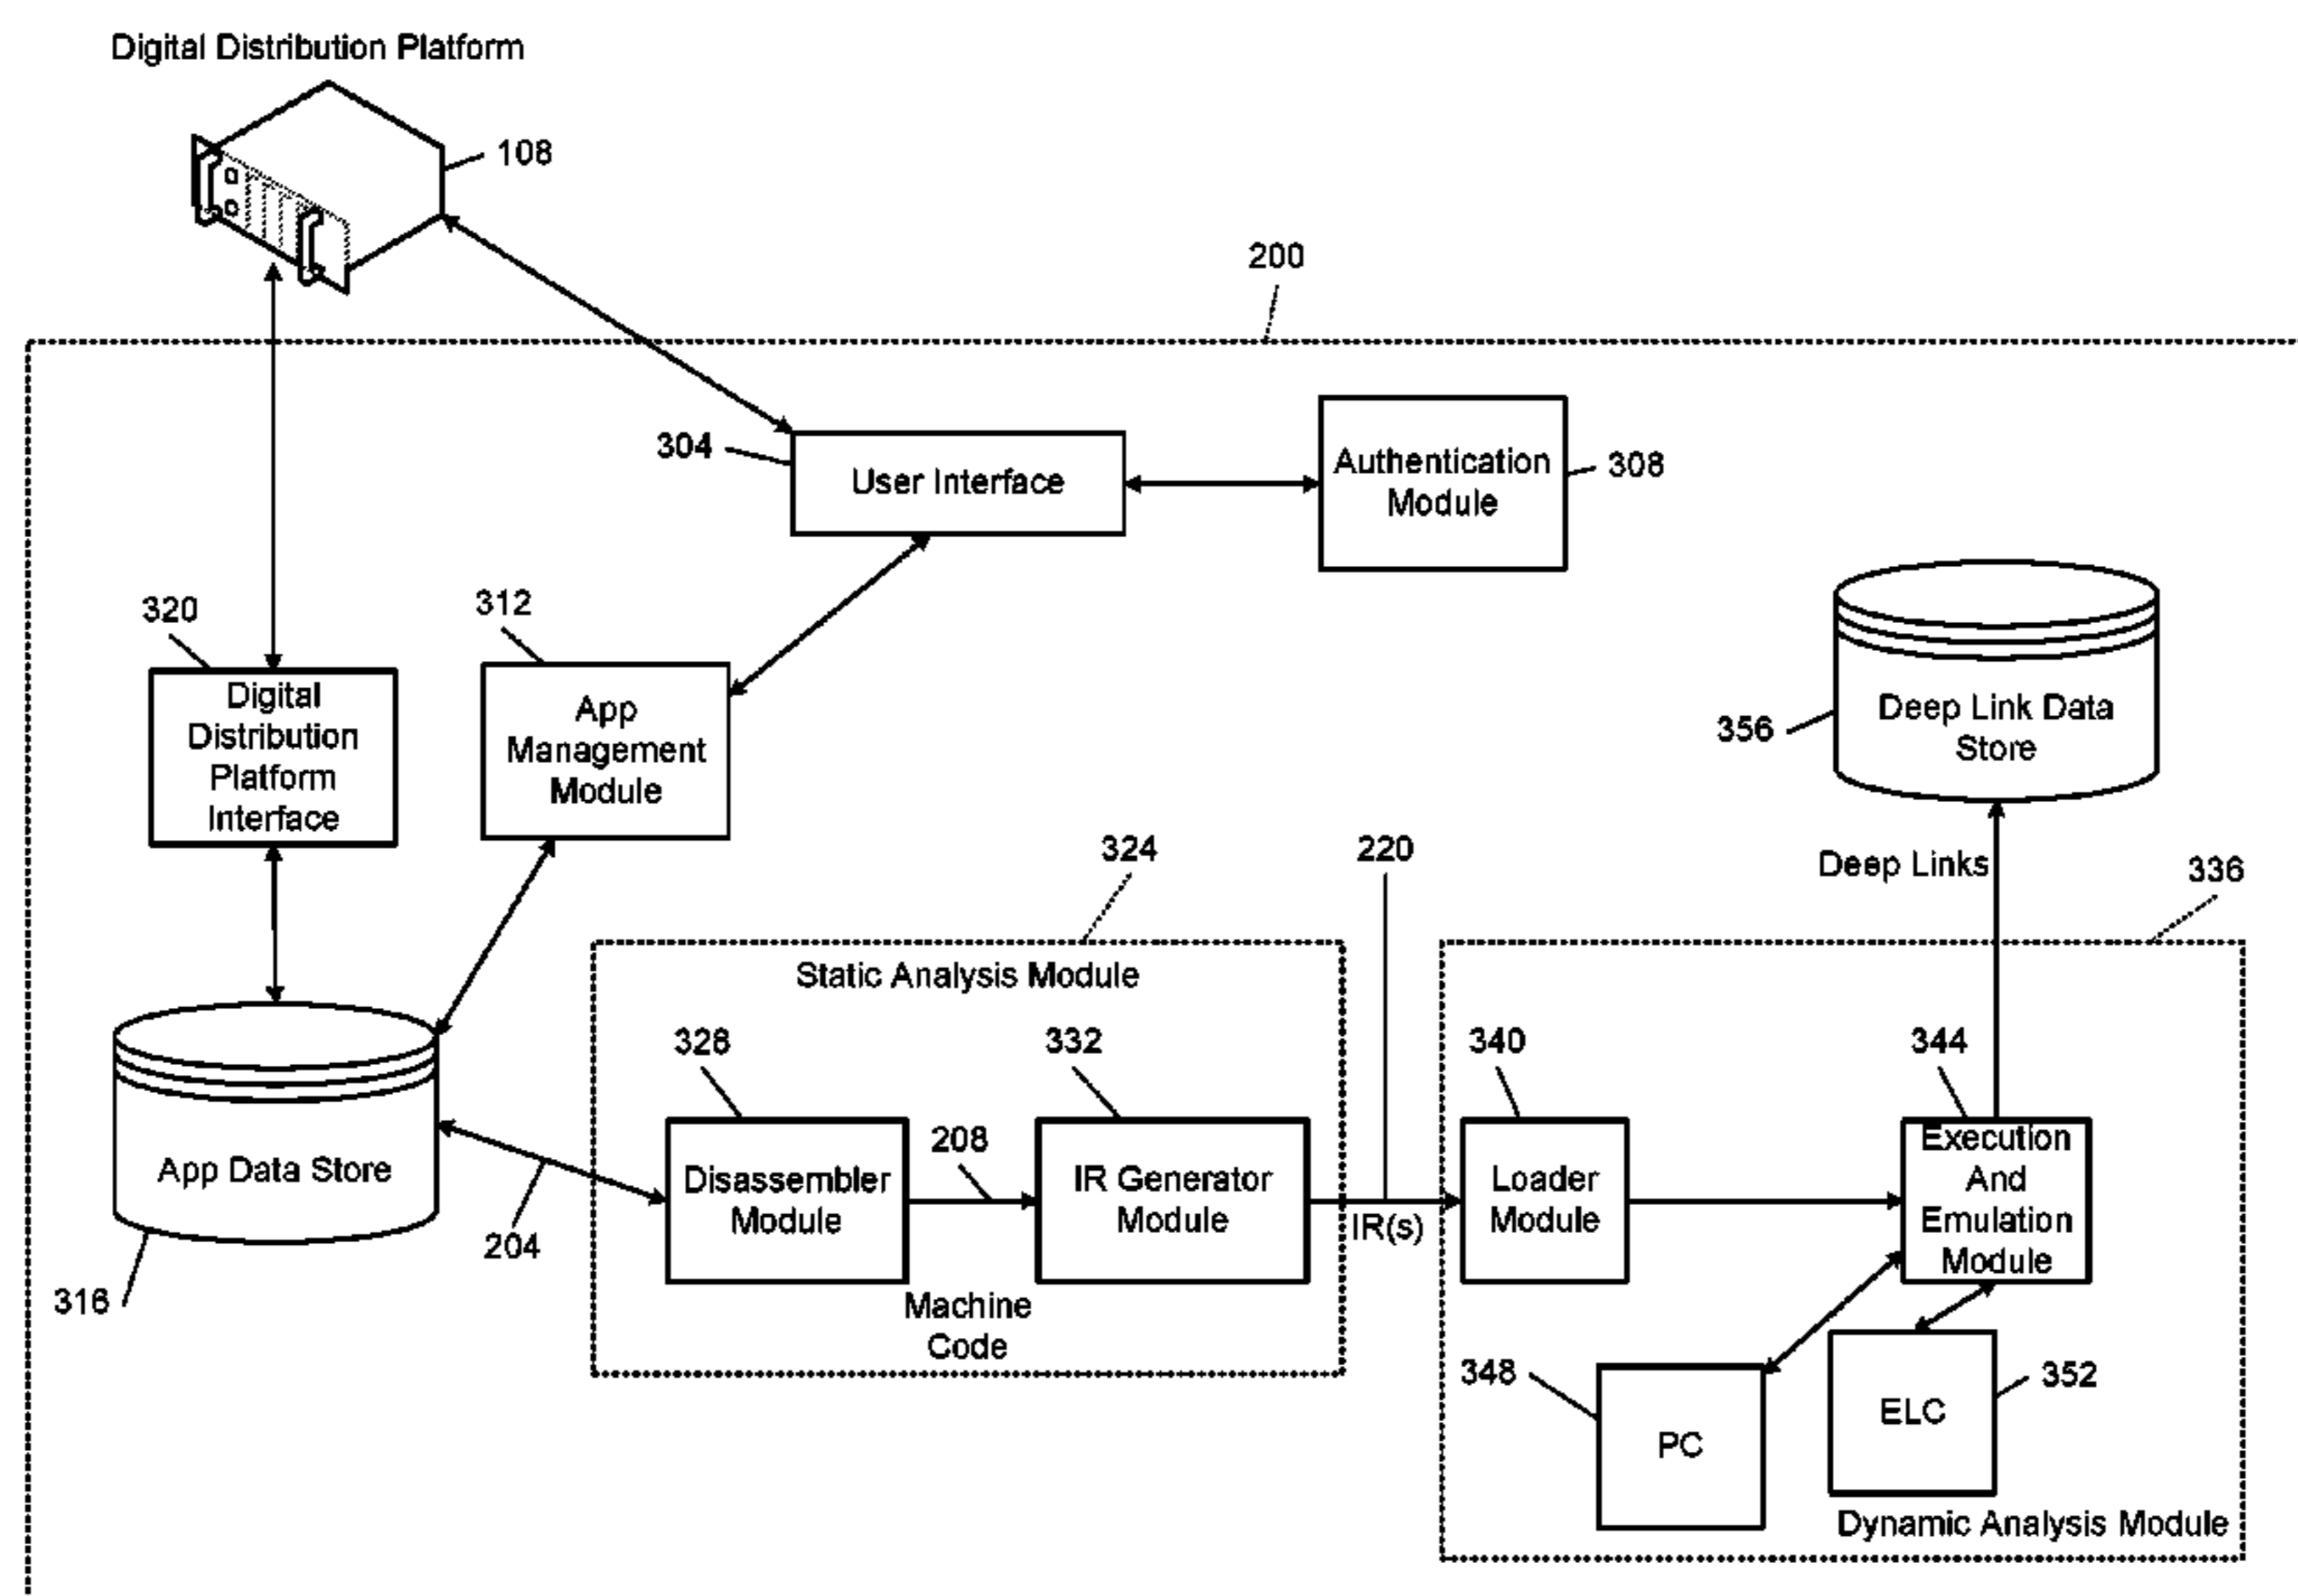 Digital Distribution Platform
108
200
304
User Interface
Authentication
Module
308
320
312
Digital
Distribution
Platform
Interface
App
Management
Module
356
Deep Link Data
Store
324
220
Deep Links
336
Static Analysis Module
328
332
340
344
App Data Store
204
Disassembler
Module
208
IR Generator
Module
IR(s)
Loader
Module
Execution
And
Emulation
Module
316
Machine
Code
348
PC
ELC
352
Dynamic Analysis Module